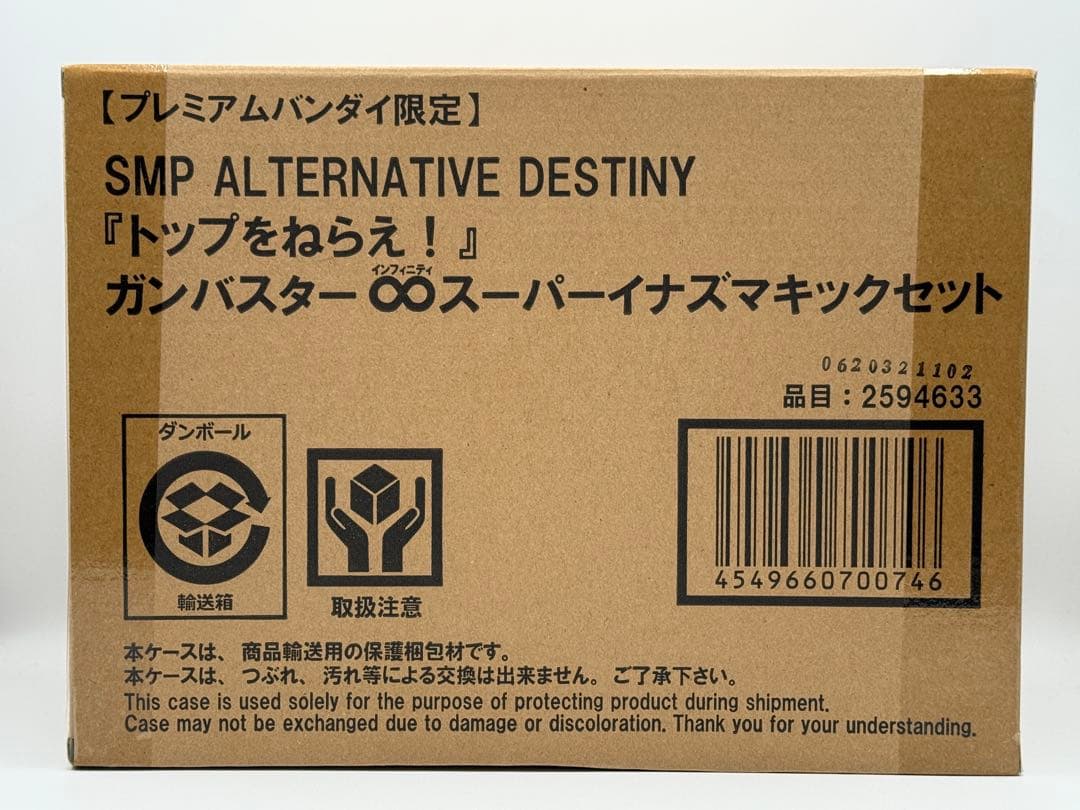 【プレミアムバンダイ限定】
SMP ALTERNATIVE DESTINY
『トップをねらえ！』
インフィニティ
ガンバスター∞スーパーイナズマキックセット
0620321102
品目：2594633
ダンボール
輸送箱
取扱注意
4549660700746
本ケースは、商品輸送用の保護梱包材です。
本ケースは、つぶれ、汚れ等による交換は出来ません。ご了承下さい。
This case is used solely for the purpose of protecting product during shipment.
Case may not be exchanged due to damage or discoloration. Thank you for your understanding.